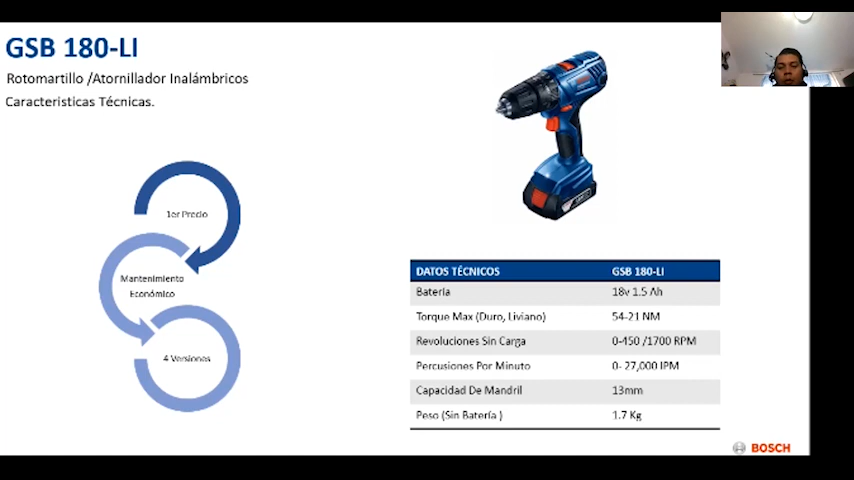 GSB 180-LI
Rotomartillo /Atornillador Inalámbricos
Caracteristicas Técnicas.
1er Precio
Mantenimiento
Económico
4 Versiones
DATOS TÉCNICOS GSB 180-LI
Bateria 18v 1.5 Ah
Torque Max (Duro, Liviano) 54-21 NM
Revoluciones Sin Carga 0-450 /1700 RPM
Percusiones Por Minuto 0- 27,000 IPM
Capacidad De Mandril 13mm
Peso (Sin Batería ) 1.7 Kg
BOSCH